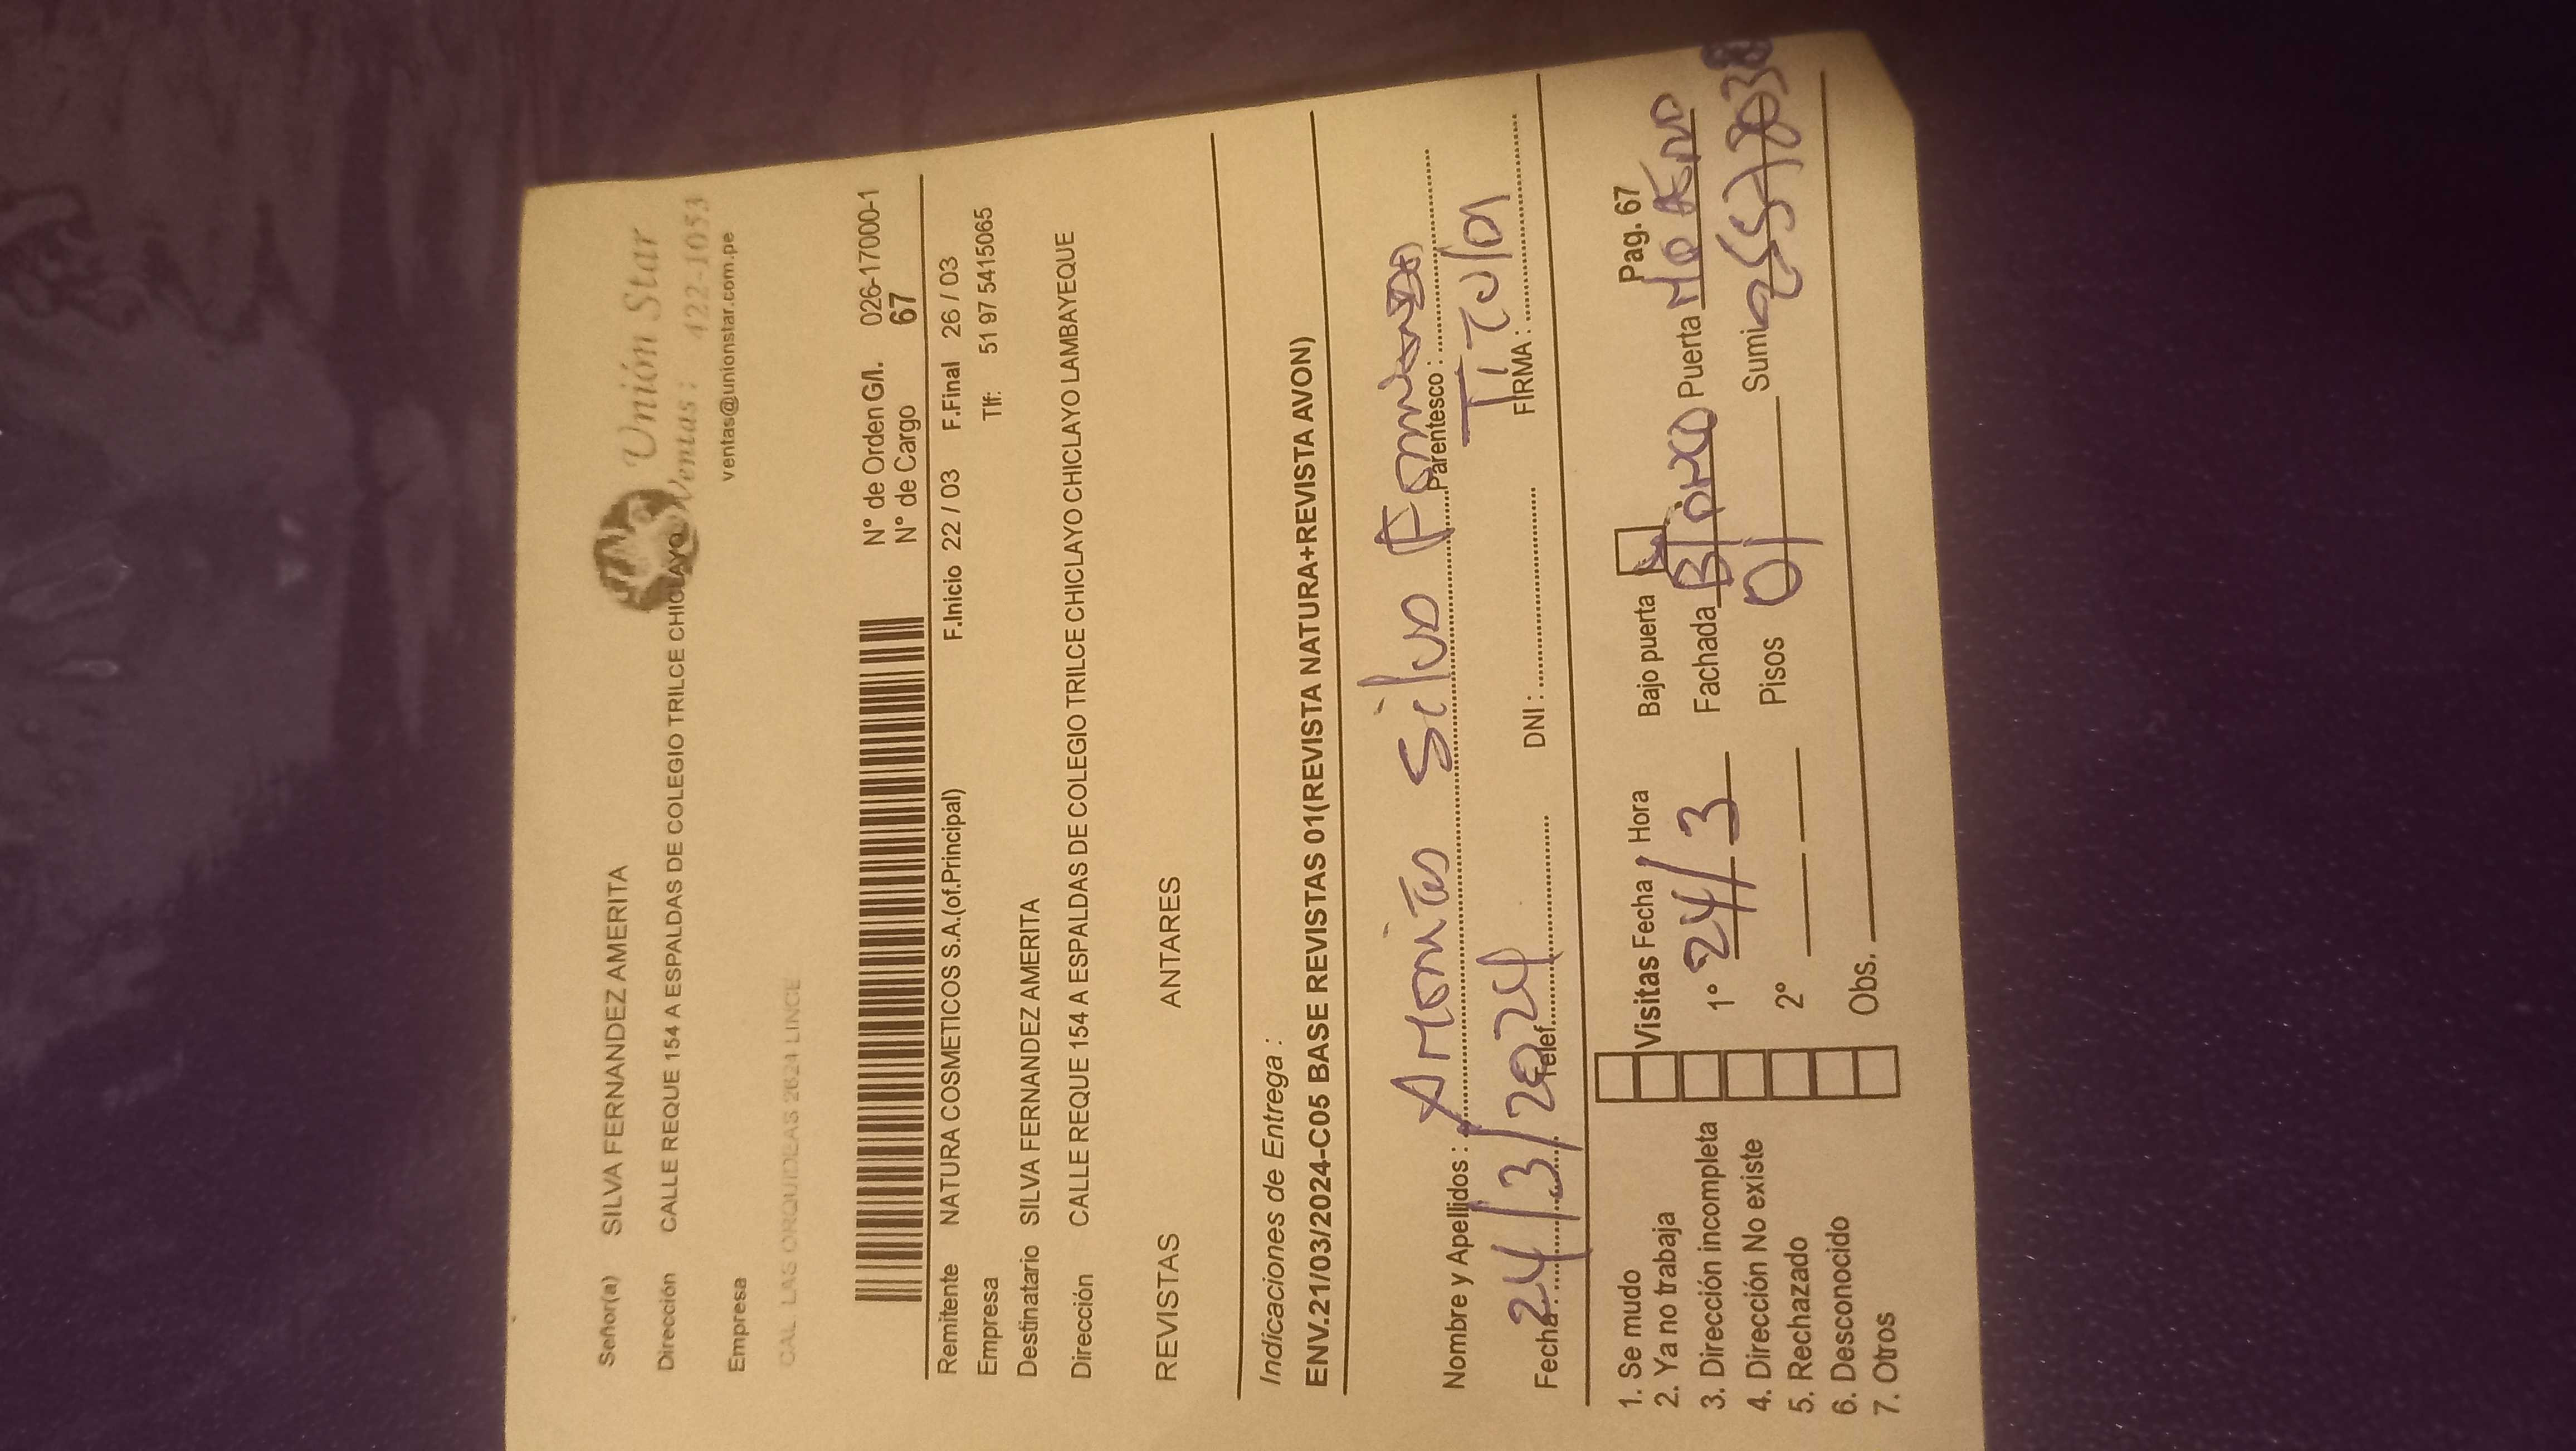 Unión Star
Ventas: 422-1053
ventas@unionstar.com.pe
Señor(a) SILVA FERNANDEZ AMERITA
Dirección CALLE REQUE 154 A ESPALDAS DE COLEGIO TRILCE CHICLAYO
Empresa
CAL. LAS ORQUIDEAS 2624 LINCE
N° de Orden G/I. 026-17000-1
N° de Cargo 67
Remitente NATURA COSMETICOS S.A.(of.Principal) F.Inicio 22 / 03 F.Final 26 / 03
Empresa Tlf: 51 97 5415065
Destinatario SILVA FERNANDEZ AMERITA
Dirección CALLE REQUE 154 A ESPALDAS DE COLEGIO TRILCE CHICLAYO CHICLAYO LAMBAYEQUE
REVISTAS ANTARES
Indicaciones de Entrega :
ENV.21/03/2024-C05 BASE REVISTAS 01(REVISTA NATURA+REVISTA AVON)
Nombre y Apellidos : Silva Parentesco :
Titular
Fecha: 24/3/2024 Telef. DNI : FIRMA :
Pag. 67
1. Se mudo Visitas Fecha / Hora Bajo puerta
2. Ya no trabaja 1° 24/3 Fachada Blanco Puerta
3. Dirección incompleta 2° Pisos 01 Sumi
4. Dirección No existe Obs.
5. Rechazado
6. Desconocido
7. Otros